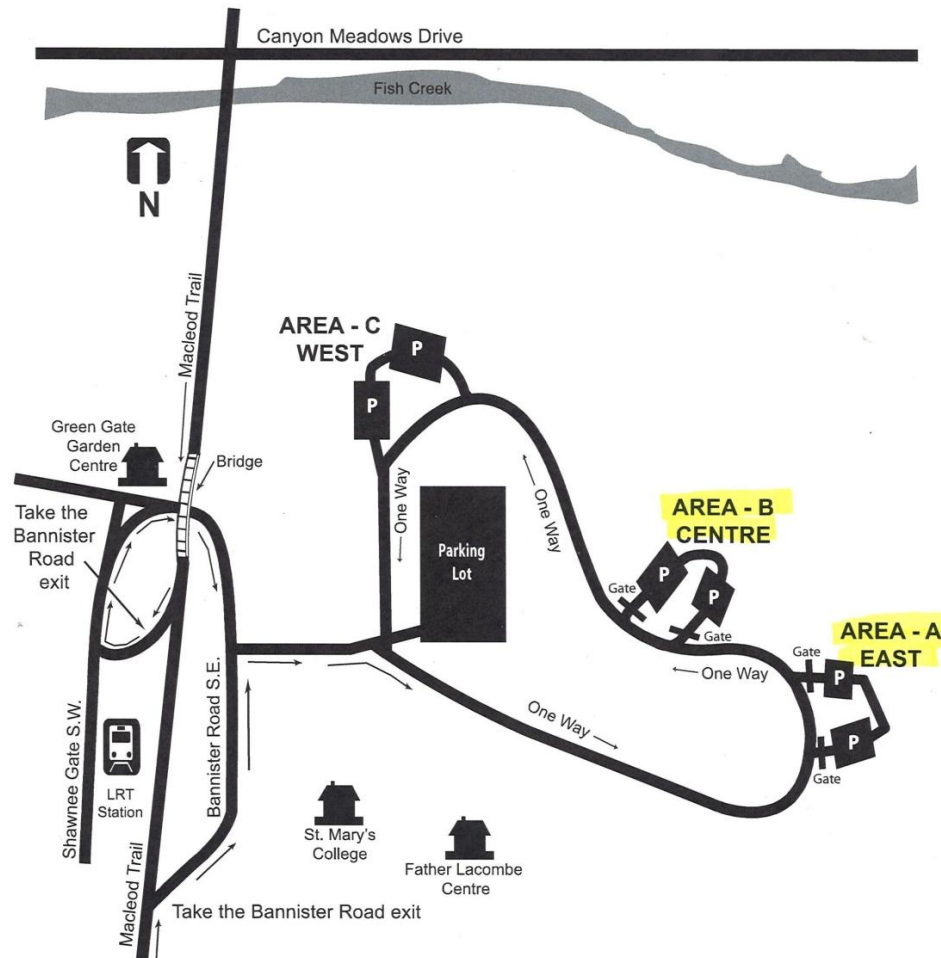 Canyon Meadows Drive
Fish Creek
N
Macleod Trail
AREA - C
WEST
P
P
Green Gate
Garden
Centre
Bridge
Take the
Bannister
Road
exit
One Way
One Way
Parking
Lot
AREA - B
CENTRE
P
P
Gate
Gate
AREA - A
EAST
Gate
P
One Way
P
Gate
One Way
Shawnee Gate S.W.
LRT
Station
Bannister Road S.E.
Macleod Trail
St. Mary's
College
Father Lacombe
Centre
Take the Bannister Road exit